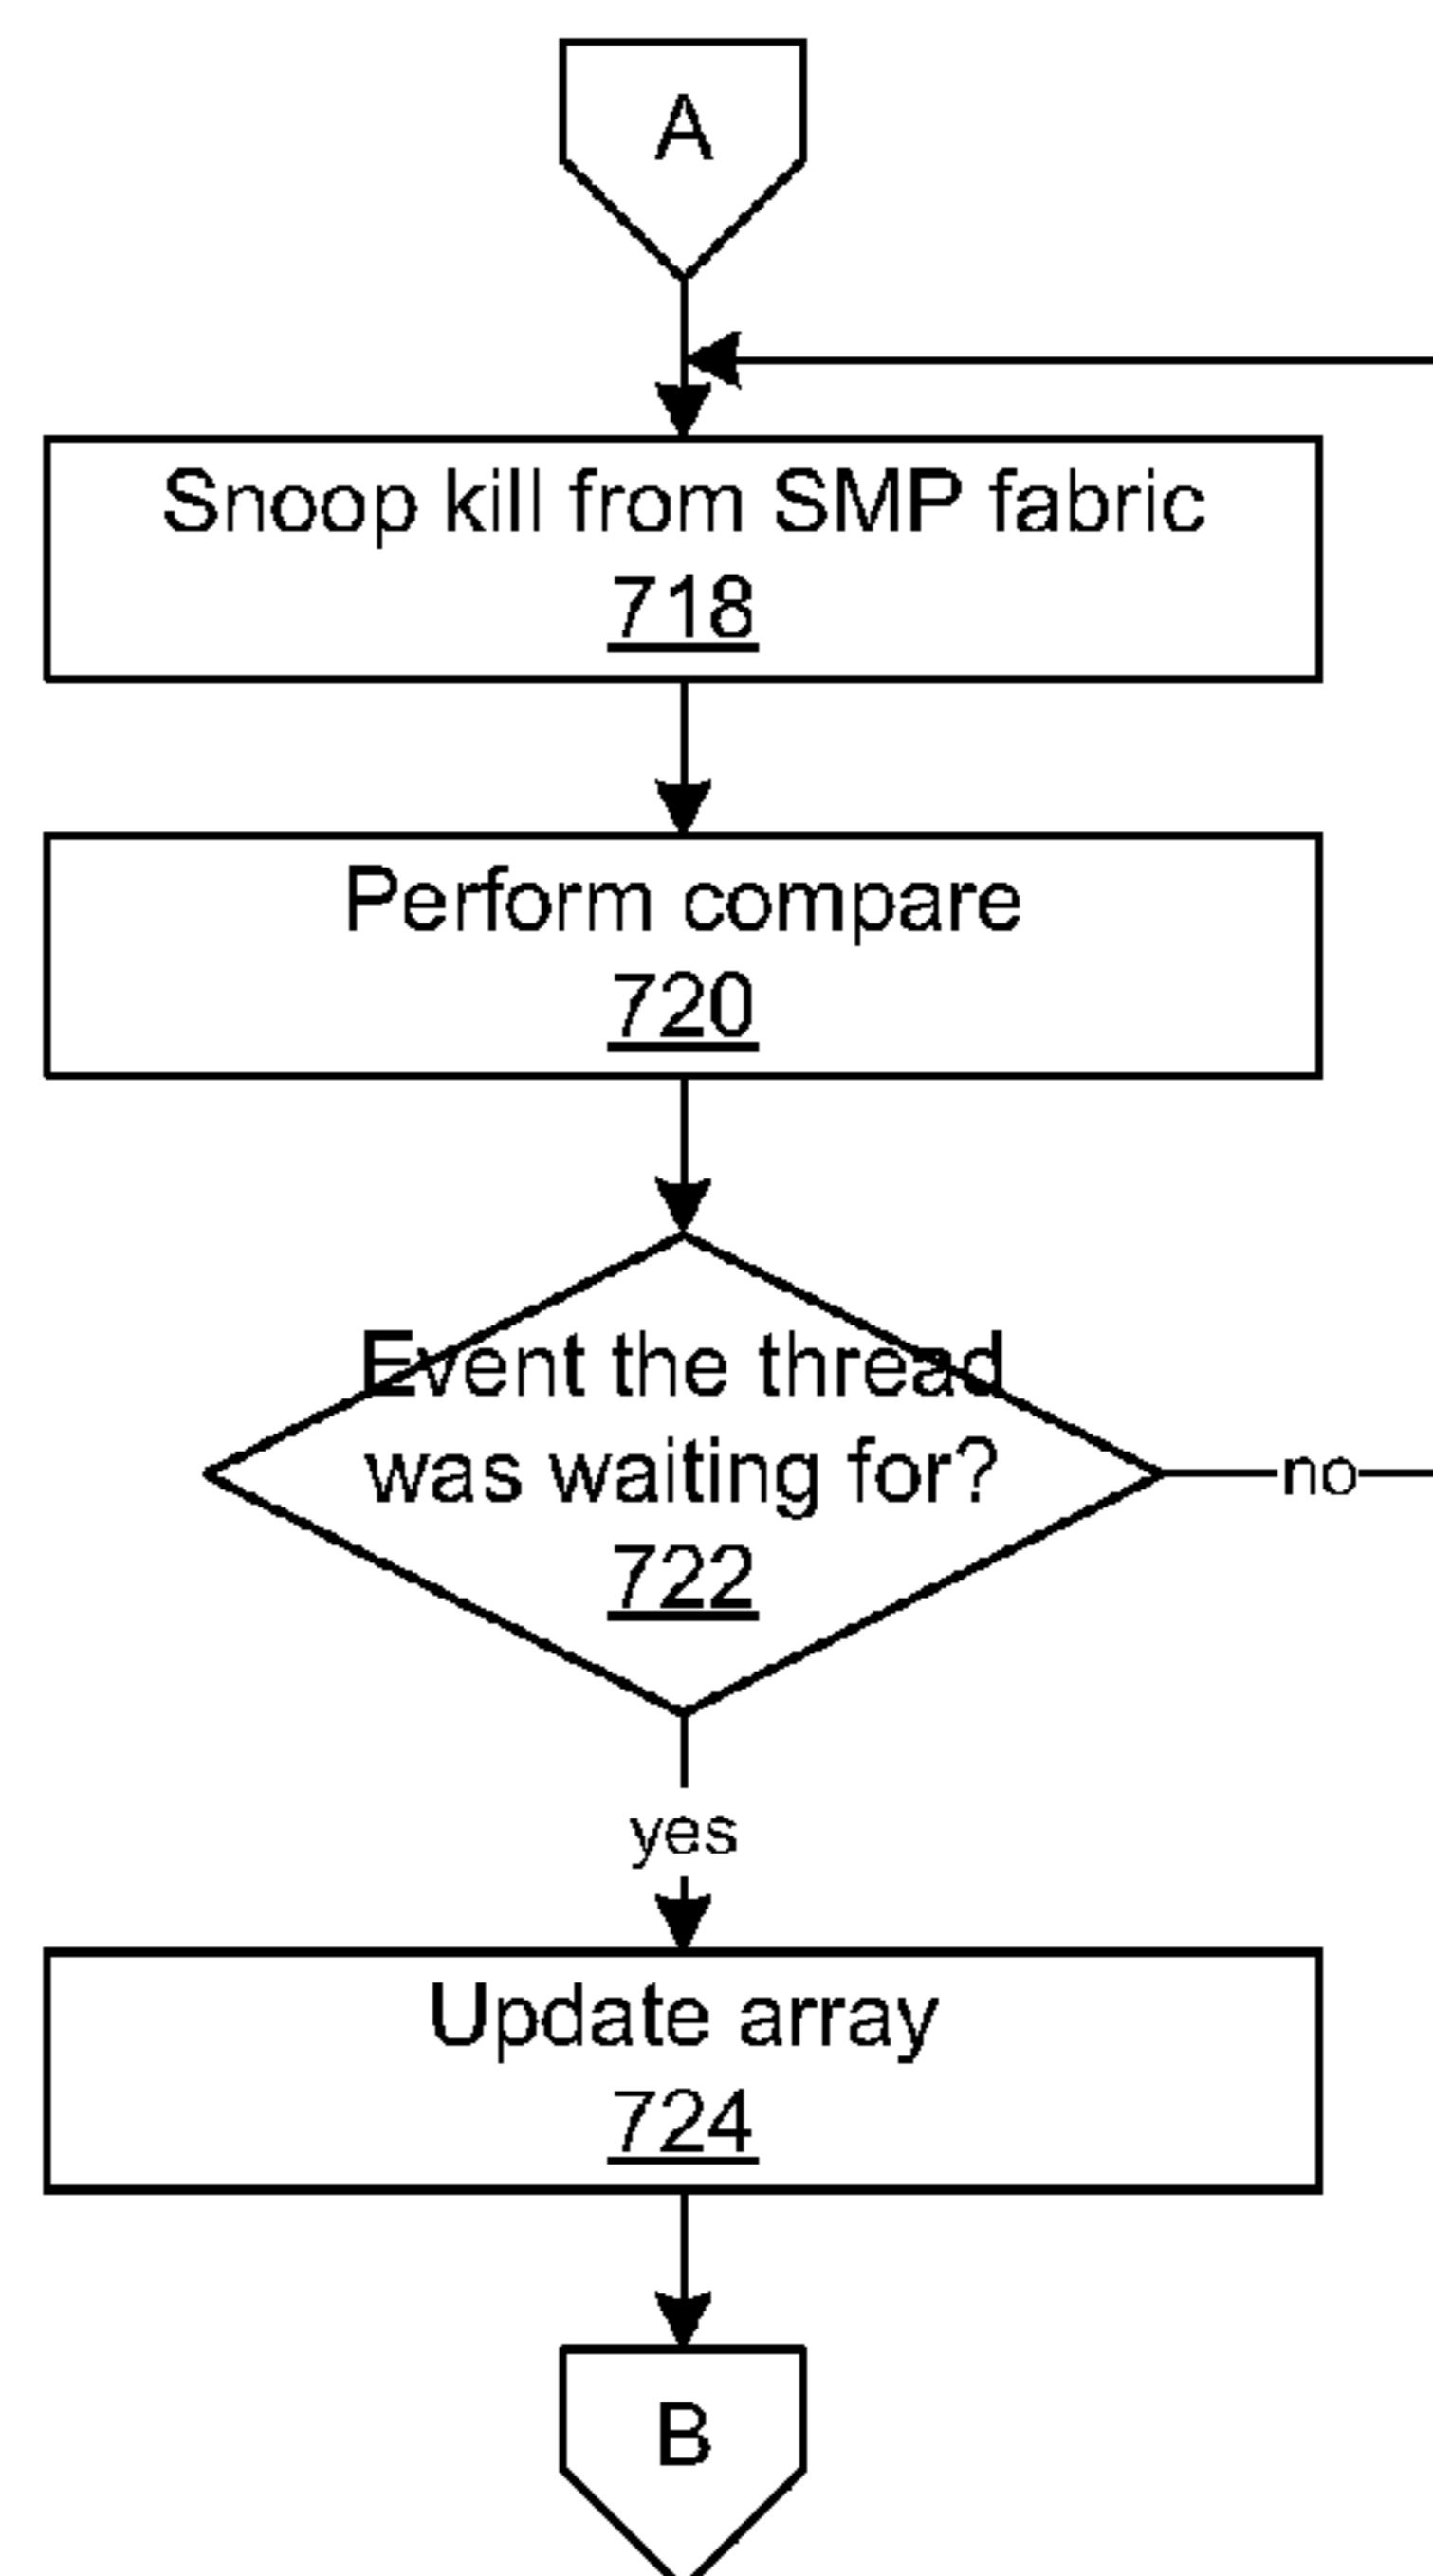 A
Snoop kill from SMP fabric
718
Perform compare
720
Event the thread
was waiting for?
722
no
yes
Update array
724
B